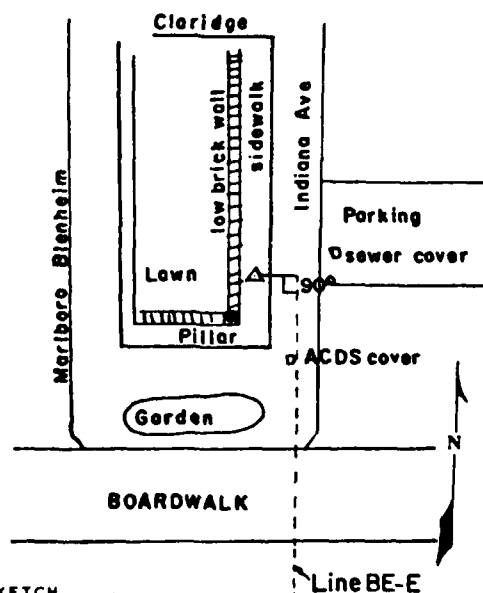 Claridge
low brick wall
sidewalk
Indiana Ave
Marlboro Blenheim
Parking
sewer cover
Lawn
90°
Pillar
ACDS cover
Garden
N
BOARDWALK
Line BE-E